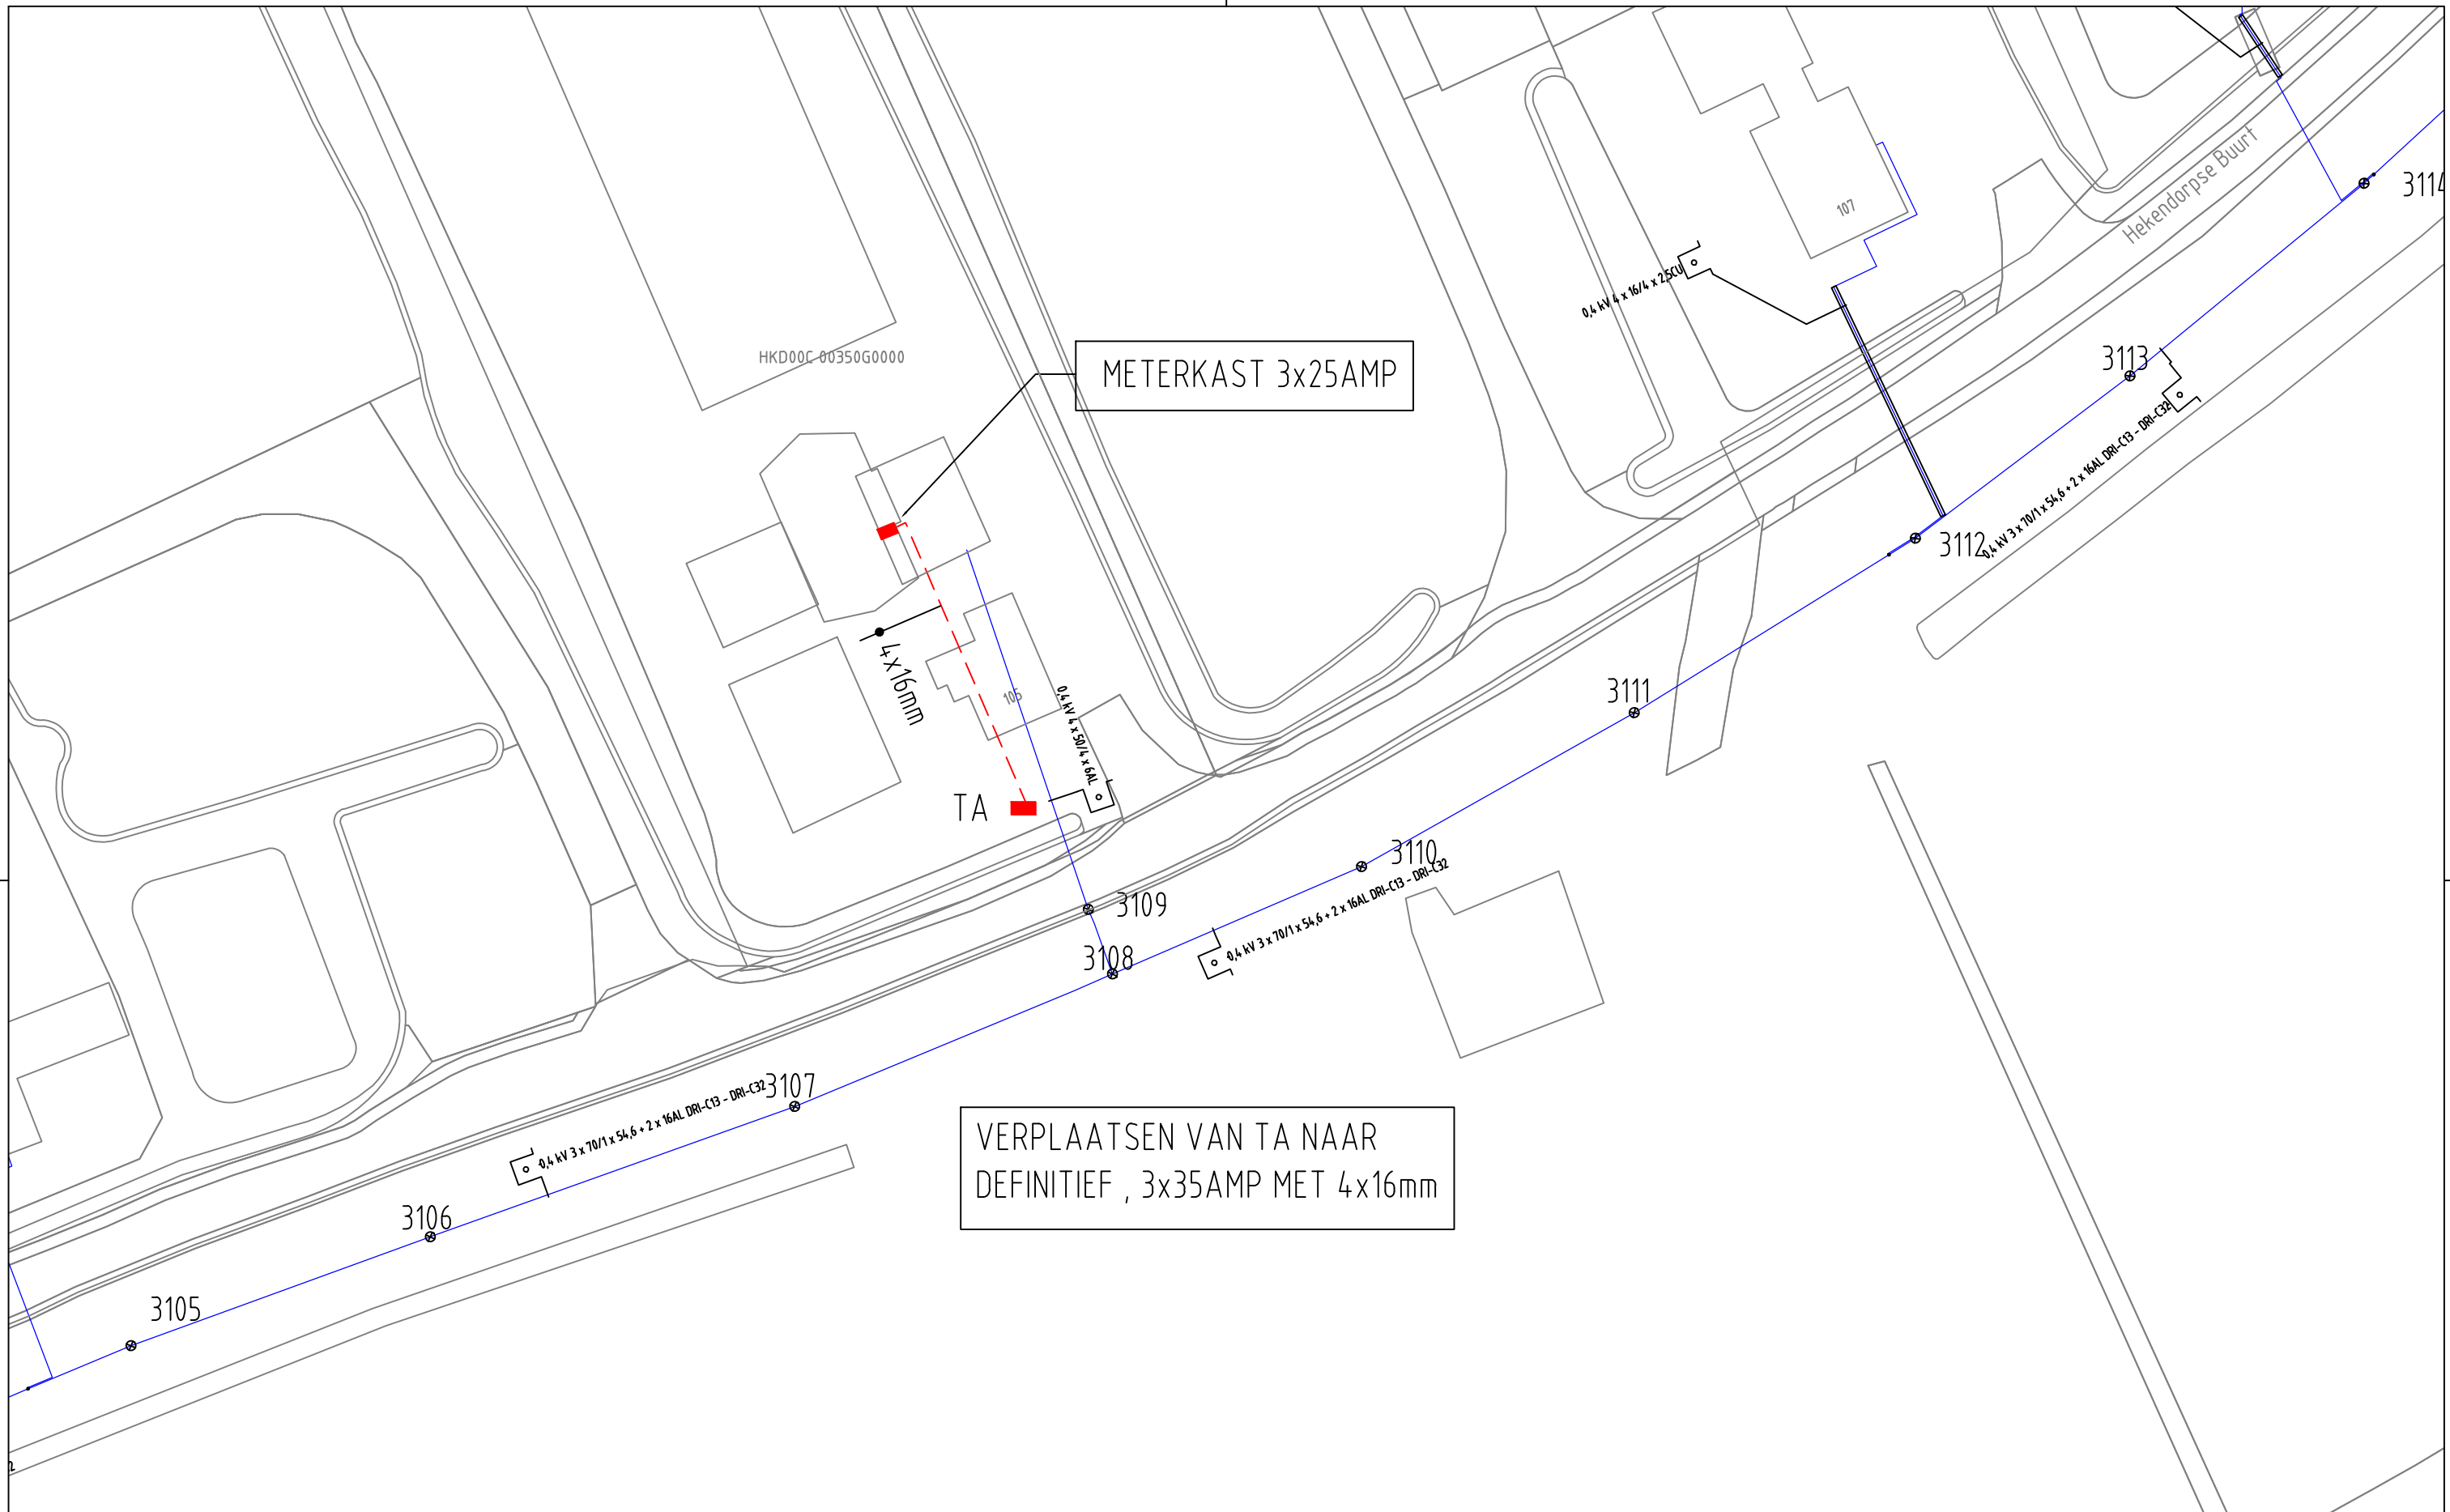 Hekendorpse Buurt
3114
107
0,4 kV 4 x 16/4 x 2,5CU
HKD00C 00350G0000
METERKAST 3x25AMP
3113
0,4 kV 3 x 70/1 x 54,6 + 2 x 16AL DRI-C13 - DRI-C32
3112
4x16mm
105
0,4 kV 4 x 50/4 x 6AL
3111
TA
3110
0,4 kV 3 x 70/1 x 54,6 + 2 x 16AL DRI-C13 - DRI-C32
3109
3108
3107
0,4 kV 3 x 70/1 x 54,6 + 2 x 16AL DRI-C13 - DRI-C32
VERPLAATSEN VAN TA NAAR
DEFINITIEF , 3x35AMP MET 4x16mm
3106
3105
2